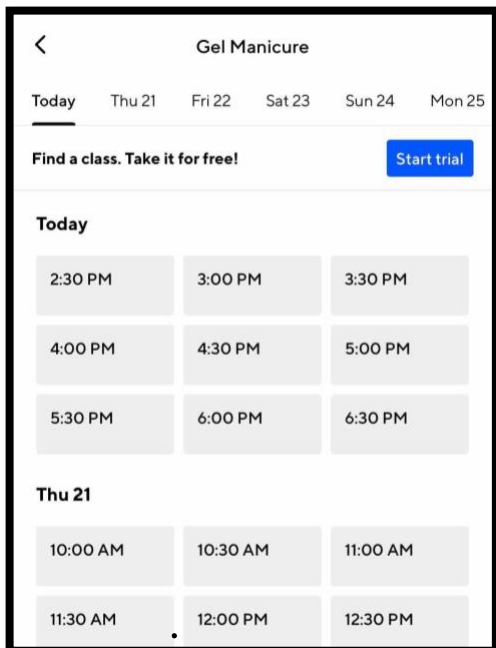 Gel Manicure
Today Thu 21 Fri 22 Sat 23 Sun 24 Mon 25
Find a class. Take it for free! Start trial
Today
2:30 PM 3:00 PM 3:30 PM
4:00 PM 4:30 PM 5:00 PM
5:30 PM 6:00 PM 6:30 PM
Thu 21
10:00 AM 10:30 AM 11:00 AM
11:30 AM 12:00 PM 12:30 PM